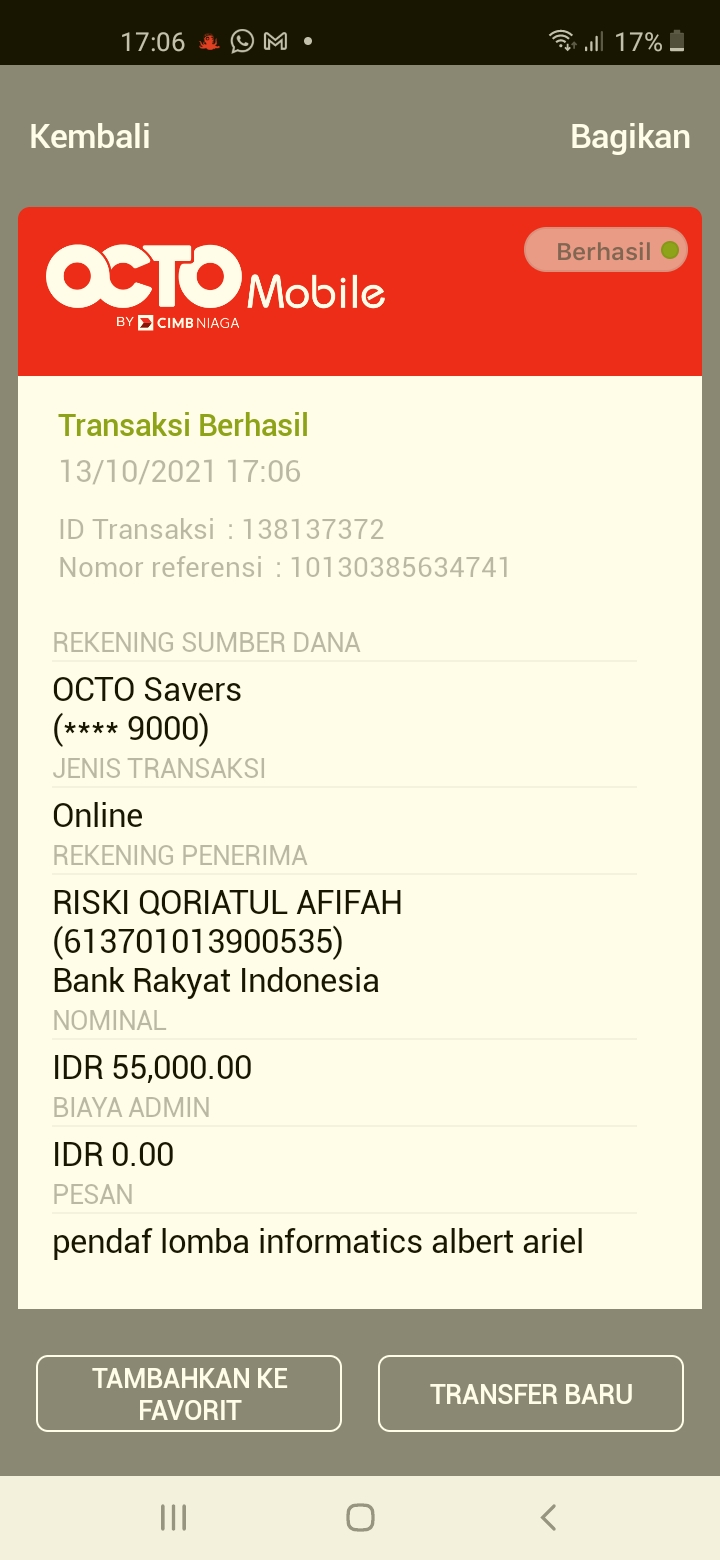 17:06
17%
Kembali
Bagikan
OCTO Mobile
BY CIMB NIAGA
Berhasil
Transaksi Berhasil
13/10/2021 17:06
ID Transaksi : 138137372
Nomor referensi : 10130385634741
REKENING SUMBER DANA
OCTO Savers
(**** 9000)
JENIS TRANSAKSI
Online
REKENING PENERIMA
RISKI QORIATUL AFIFAH
(613701013900535)
Bank Rakyat Indonesia
NOMINAL
IDR 55,000.00
BIAYA ADMIN
IDR 0.00
PESAN
pendaf lomba informatics albert ariel
TAMBAHKAN KE
FAVORIT
TRANSFER BARU